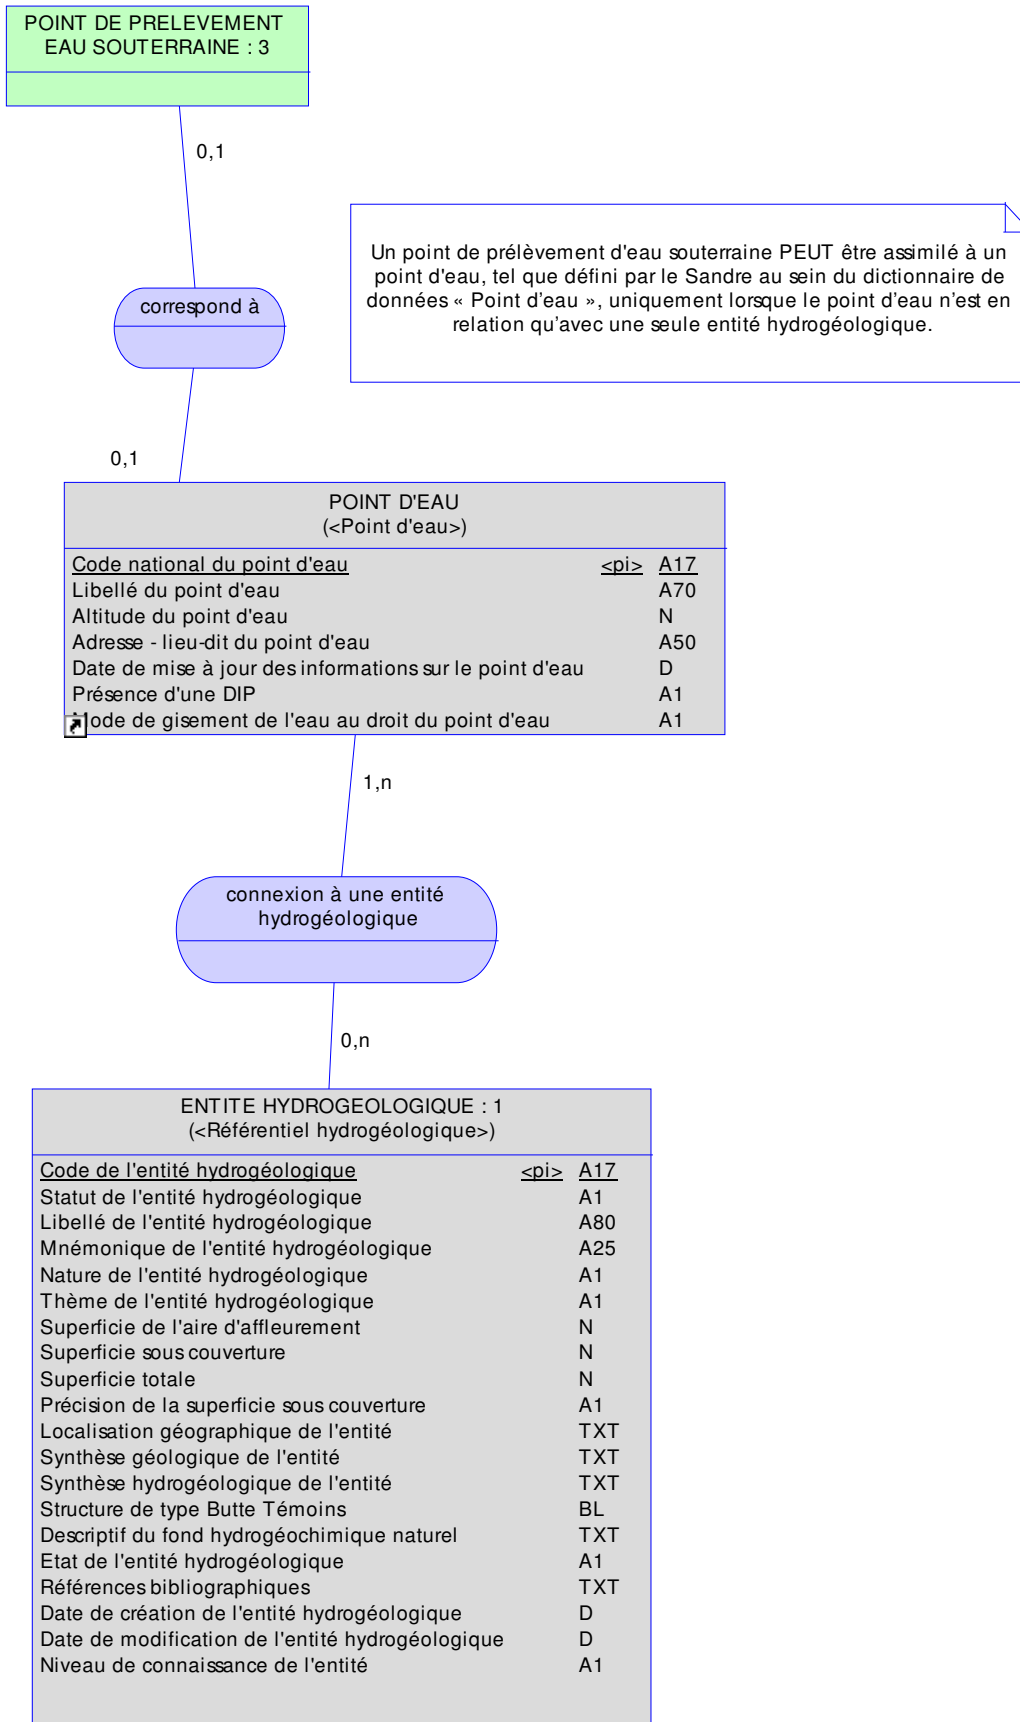 POINT DE PRELEVEMENT
EAU SOUTERRAINE : 3
0,1
Un point de prélèvement d'eau souterraine PEUT être assimilé à un
point d'eau, tel que défini par le Sandre au sein du dictionnaire de
données « Point d'eau », uniquement lorsque le point d'eau n'est en
relation qu'avec une seule entité hydrogéologique.
correspond à
0,1
POINT D'EAU
(<Point d'eau>)
Code national du point d'eau <pi> A17
Libellé du point d'eau A70
Altitude du point d'eau N
Adresse - lieu-dit du point d'eau A50
Date de mise à jour des informations sur le point d'eau D
Présence d'une DIP A1
Mode de gisement de l'eau au droit du point d'eau A1
1,n
connexion à une entité
hydrogéologique
0,n
ENTITE HYDROGEOLOGIQUE : 1
(<Référentiel hydrogéologique>)
Code de l'entité hydrogéologique <pi> A17
Statut de l'entité hydrogéologique A1
Libellé de l'entité hydrogéologique A80
Mnémonique de l'entité hydrogéologique A25
Nature de l'entité hydrogéologique A1
Thème de l'entité hydrogéologique A1
Superficie de l'aire d'affleurement N
Superficie sous couverture N
Superficie totale N
Précision de la superficie sous couverture A1
Localisation géographique de l'entité TXT
Synthèse géologique de l'entité TXT
Synthèse hydrogéologique de l'entité TXT
Structure de type Butte Témoins BL
Descriptif du fond hydrogéochimique naturel TXT
Etat de l'entité hydrogéologique A1
Références bibliographiques TXT
Date de création de l'entité hydrogéologique D
Date de modification de l'entité hydrogéologique D
Niveau de connaissance de l'entité A1